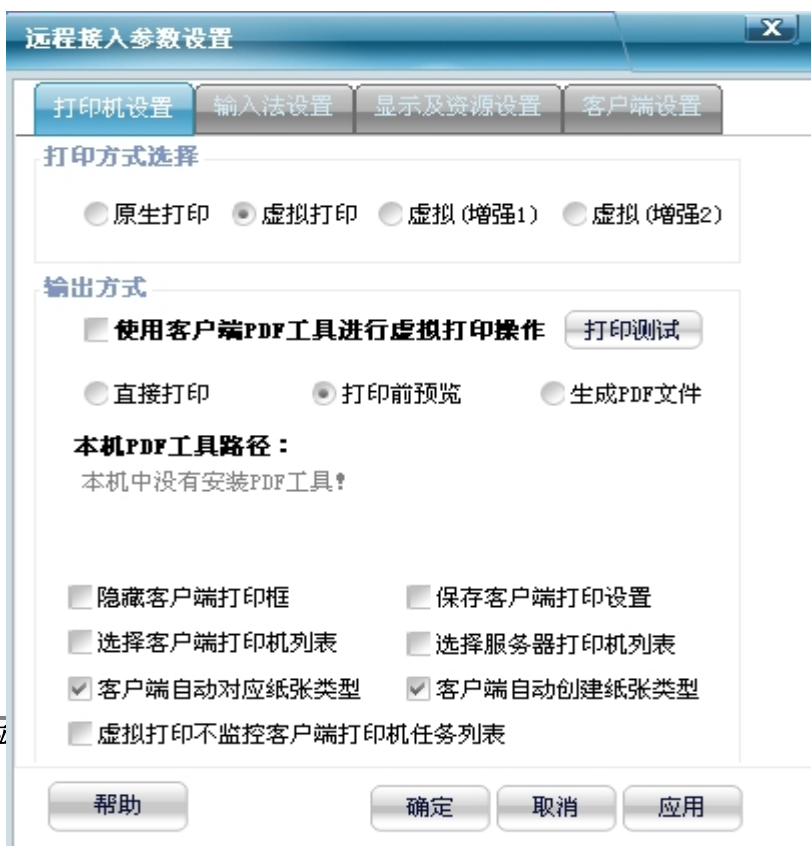 远程接入参数设置
X
打印机设置 输入法设置 显示及资源设置 客户端设置
打印方式选择
原生打印 虚拟打印 虚拟(增强1) 虚拟(增强2)
输出方式
使用客户端PDF工具进行虚拟打印操作 打印测试
直接打印 打印前预览 生成PDF文件
本机PDF工具路径：
本机中没有安装PDF工具!
隐藏客户端打印框 保存客户端打印设置
选择客户端打印机列表 选择服务器打印机列表
客户端自动对应纸张类型 客户端自动创建纸张类型
虚拟打印不监控客户端打印机任务列表
帮助 确定 取消 应用